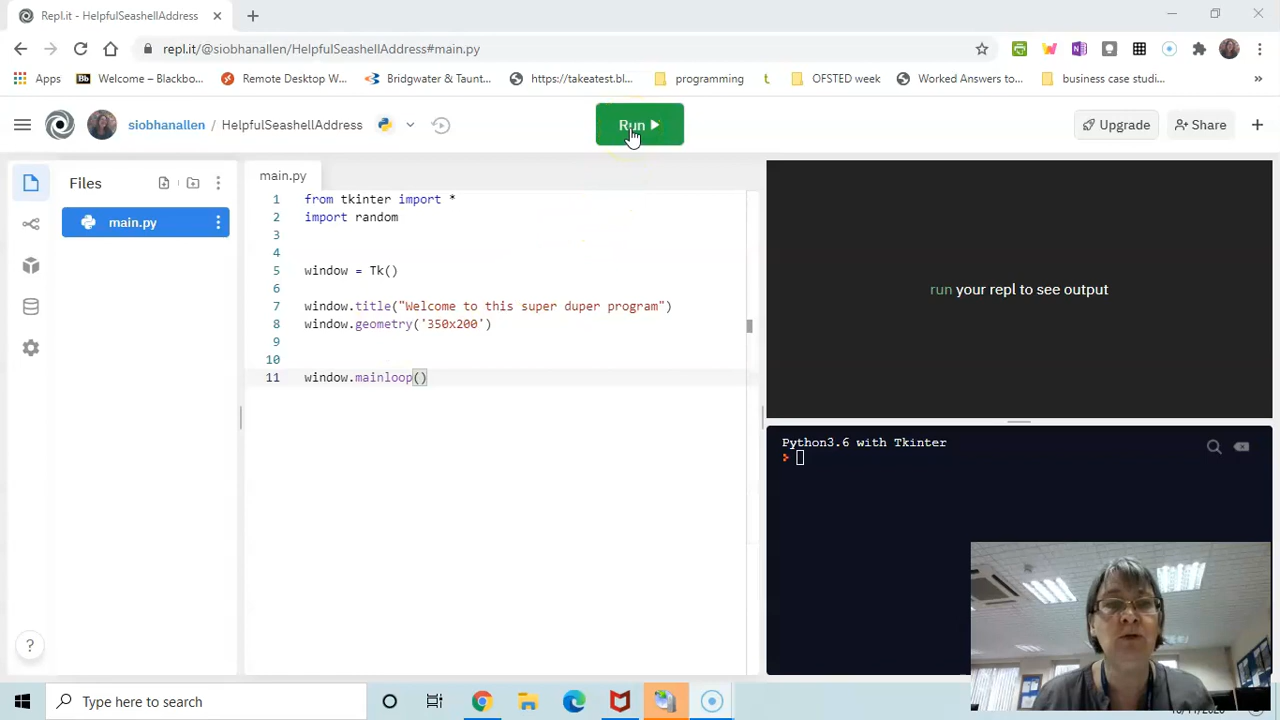 Repl.it - HelpfulSeashellAddress
repl.it/@siobhanallen/HelpfulSeashellAddress#main.py
Apps Bb Welcome – Blackbo... Remote Desktop W... Bridgwater & Taunt... https://takeatest.bl... programming t OFSTED week Worked Answers to... business case studi... »
siobhanallen / HelpfulSeashellAddress Run Upgrade Share +
Files main.py
main.py
1 from tkinter import *
2 import random
3
4
5 window = Tk()
6
7 window.title("Welcome to this super duper program")
8 window.geometry('350x200')
9
10
11 window.mainloop()
run your repl to see output
Python3.6 with Tkinter
?
Type here to search